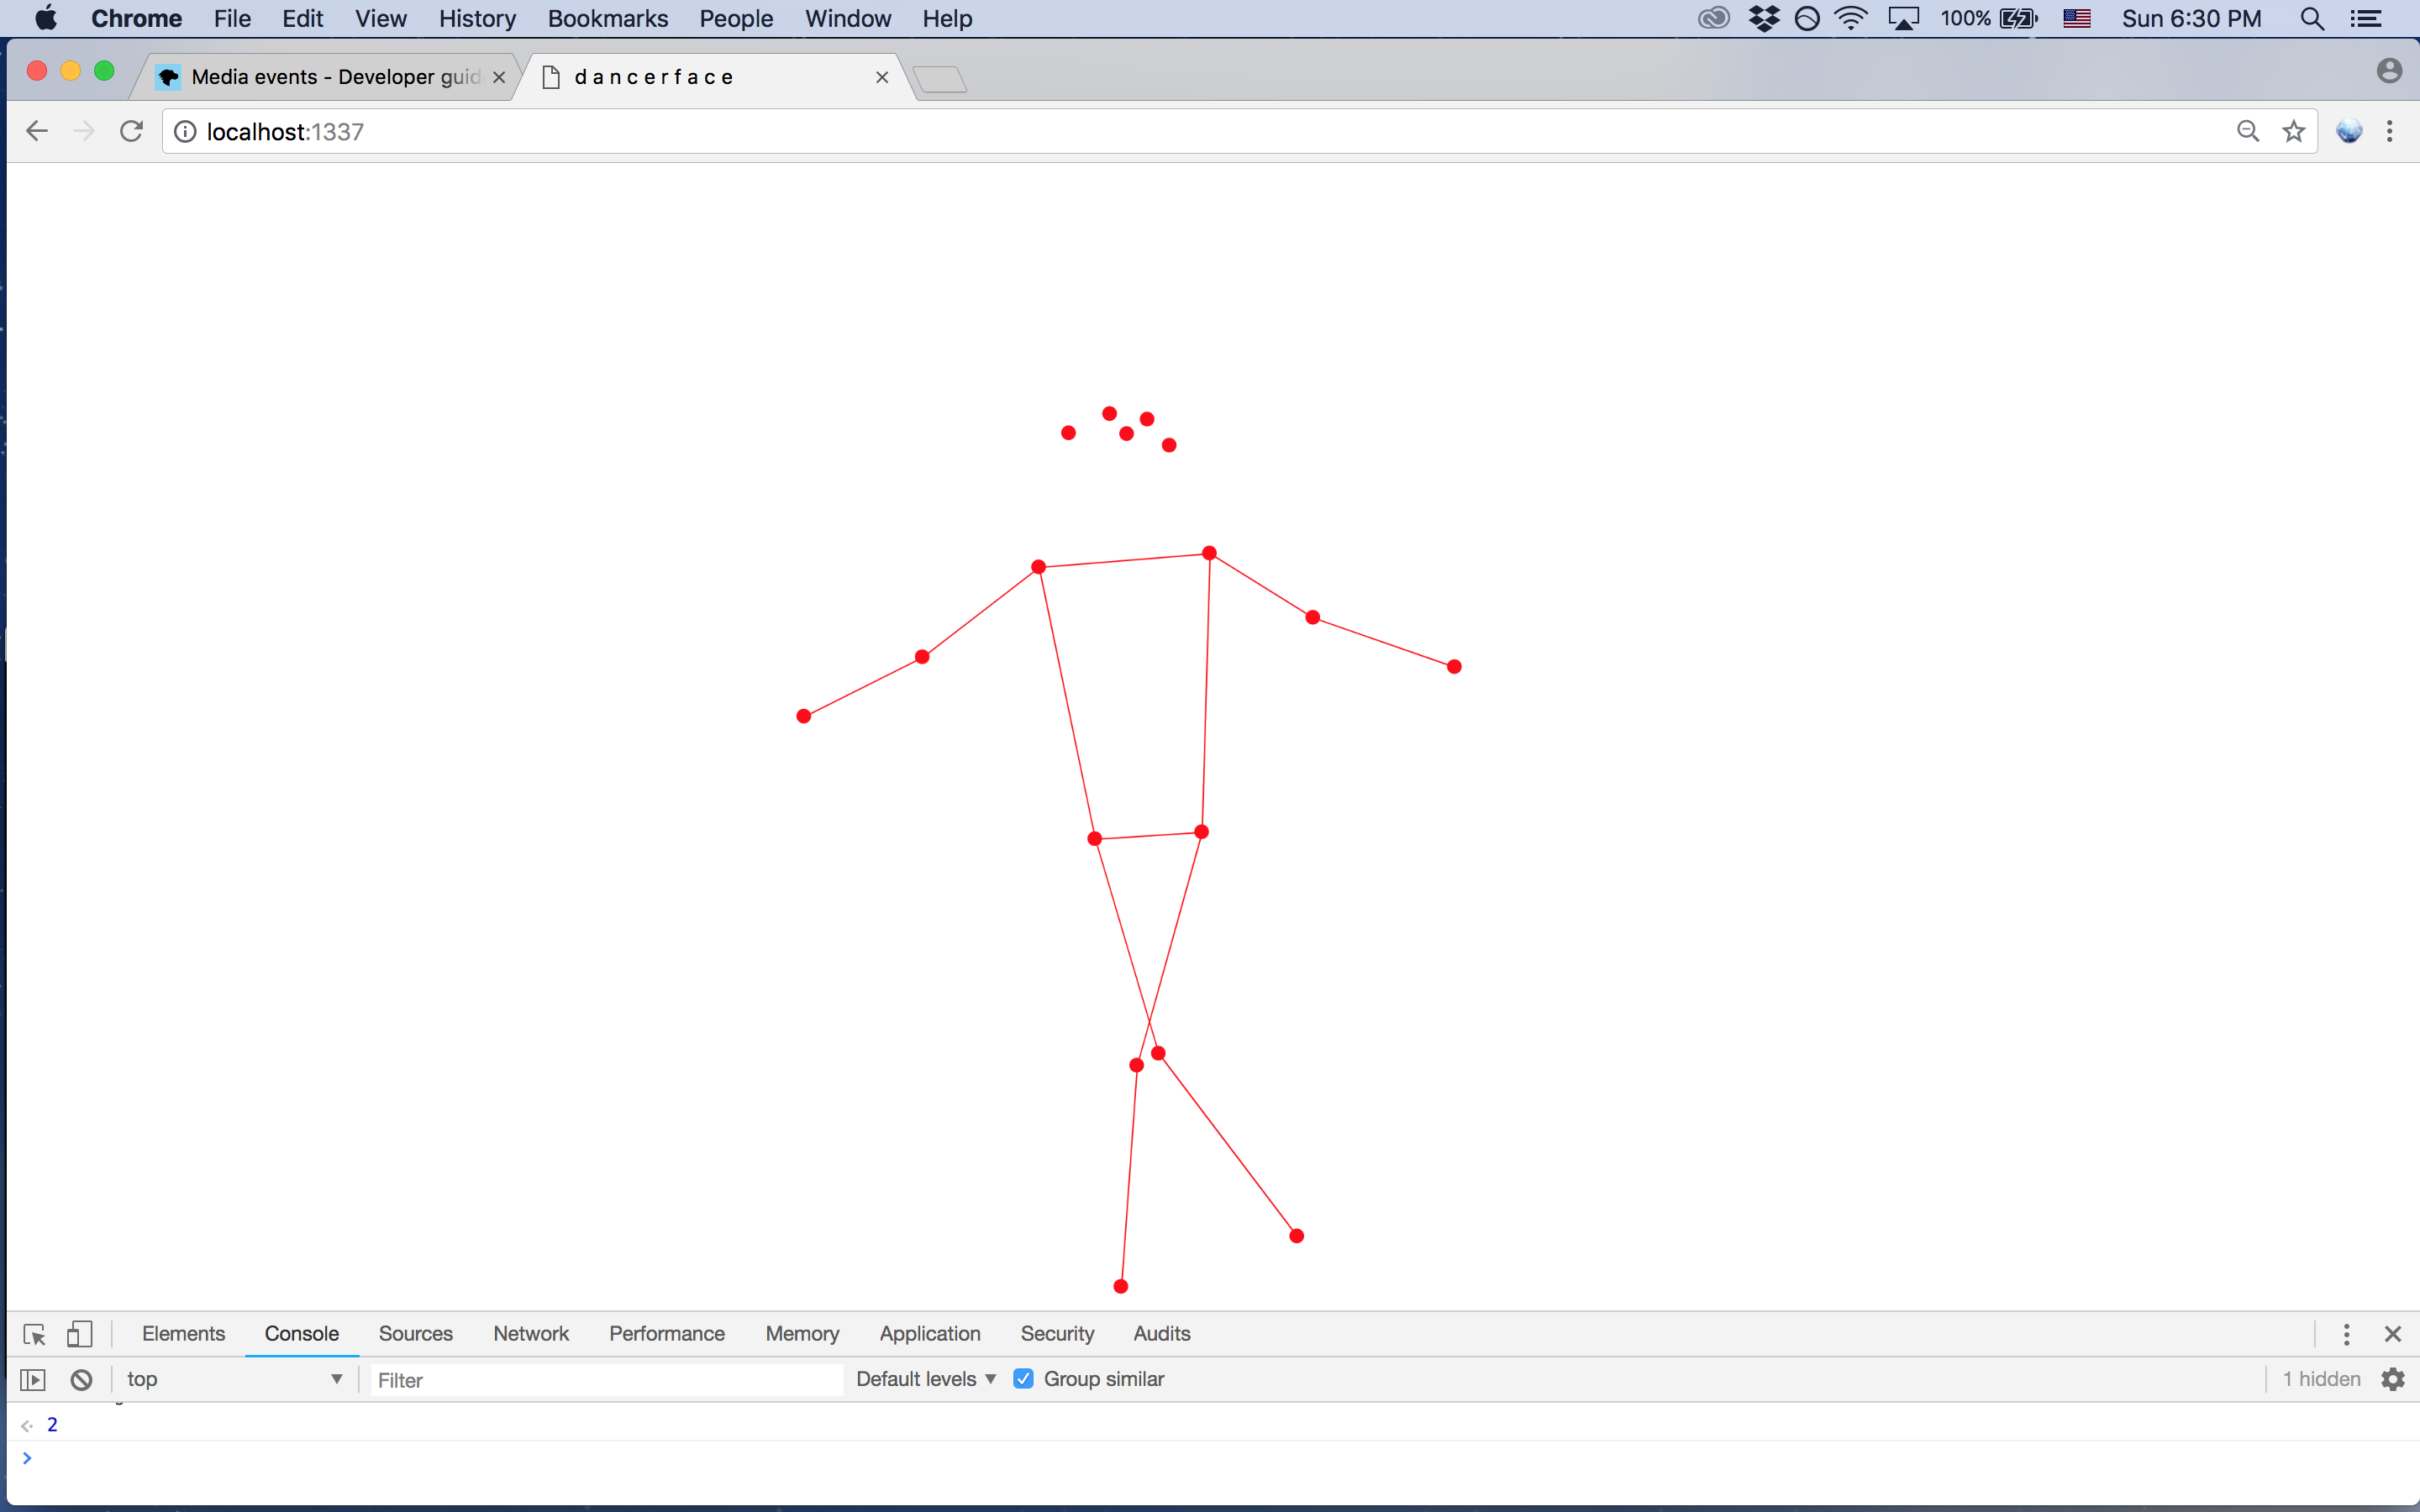 Chrome File Edit View History Bookmarks People Window Help 100% Sun 6:30 PM
Media events - Developer guid d a n c e r f a c e
localhost:1337
Elements Console Sources Network Performance Memory Application Security Audits
top Filter Default levels Group similar 1 hidden
2